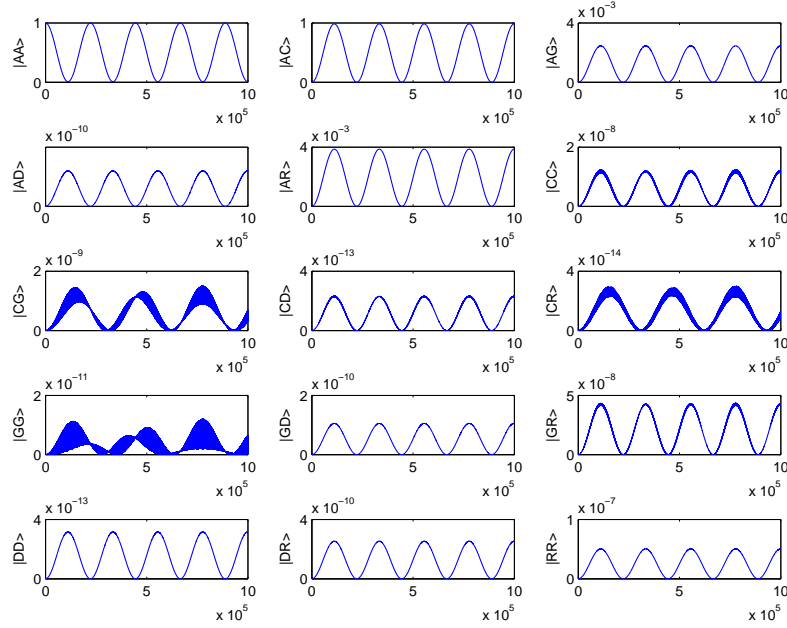 1
0
|AA>
0 5 10
x 10^5
1
0
|AC>
0 5 10
x 10^5
x 10^−3
4
0
|AG>
0 5 10
x 10^5
x 10^−10
0
|AD>
0 5 10
x 10^5
x 10^−3
4
0
|AR>
0 5 10
x 10^5
x 10^−8
2
0
|CC>
0 5 10
x 10^5
x 10^−9
2
0
|CG>
0 5 10
x 10^5
x 10^−13
4
0
|CD>
0 5 10
x 10^5
x 10^−14
4
0
|CR>
0 5 10
x 10^5
x 10^−11
2
0
|GG>
0 5 10
x 10^5
x 10^−10
2
0
|GD>
0 5 10
x 10^5
x 10^−8
5
0
|GR>
0 5 10
x 10^5
x 10^−13
4
0
|DD>
0 5 10
x 10^5
x 10^−10
4
0
|DR>
0 5 10
x 10^5
x 10^−7
1
0
|RR>
0 5 10
x 10^5